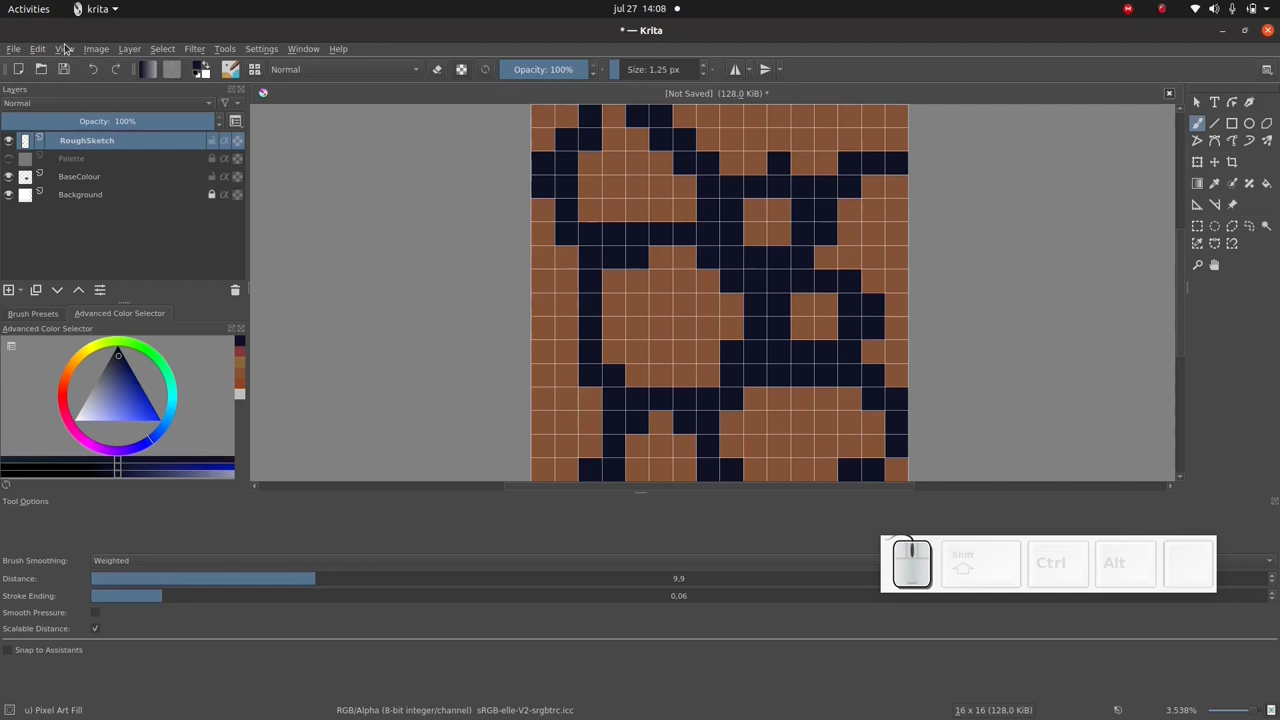 Activities krita jul 27 14:08
* — Krita
File Edit View Image Layer Select Filter Tools Settings Window Help
Normal Opacity: 100% Size: 1,25 px
Layers [Not Saved] (128,0 KiB) *
Normal
Opacity: 100%
RoughSketch
Palette
BaseColour
Background
Brush Presets Advanced Color Selector
Advanced Color Selector
Tool Options
Shift Ctrl Alt
Brush Smoothing: Weighted
Distance: 9,9
Stroke Ending: 0,06
Smooth Pressure:
Scalable Distance:
Snap to Assistants
u) Pixel Art Fill RGB/Alpha (8-bit integer/channel) sRGB-elle-V2-srgbtrc.icc 16 x 16 (128,0 KiB) 3.538%